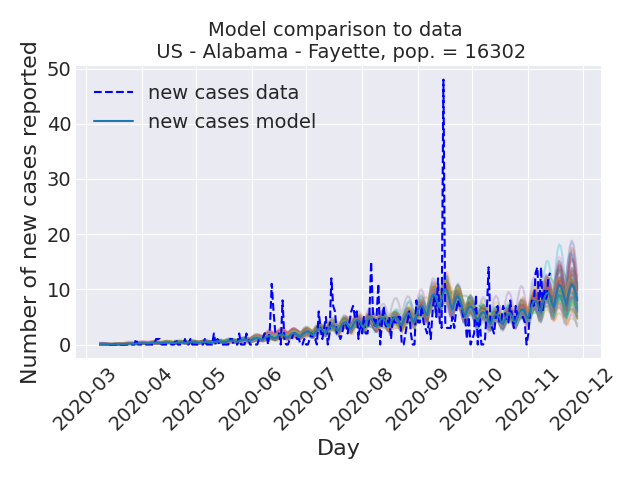 Model comparison to data
US - Alabama - Fayette, pop. = 16302
Number of new cases reported
50
40
30
20
10
0
new cases data
new cases model
2020-03
2020-04
2020-05
2020-06
2020-07
2020-08
2020-09
2020-10
2020-11
2020-12
Day